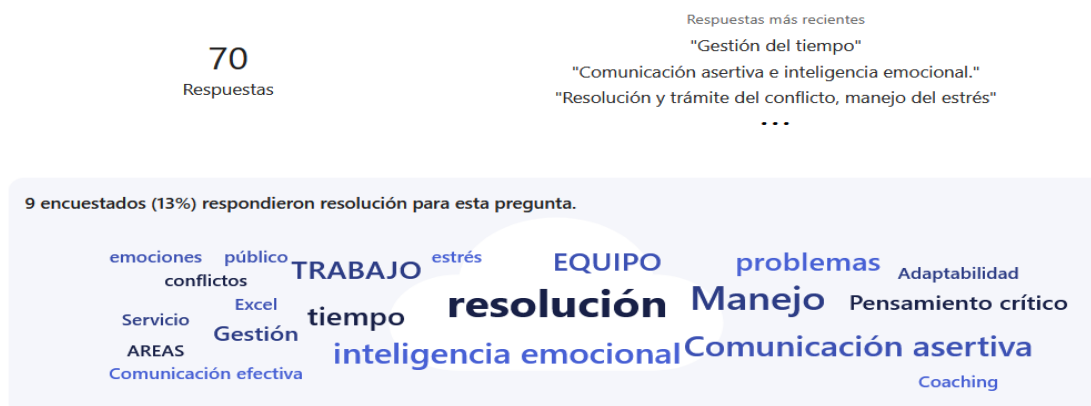 70
Respuestas
Respuestas más recientes
"Gestión del tiempo"
"Comunicación asertiva e inteligencia emocional."
"Resolución y trámite del conflicto, manejo del estrés"
...
9 encuestados (13%) respondieron resolución para esta pregunta.
emociones público TRABAJO estrés EQUIPO problemas Adaptabilidad
conflictos
Excel tiempo resolución Manejo Pensamiento crítico
Servicio Gestión
AREAS inteligencia emocional Comunicación asertiva
Comunicación efectiva Coaching